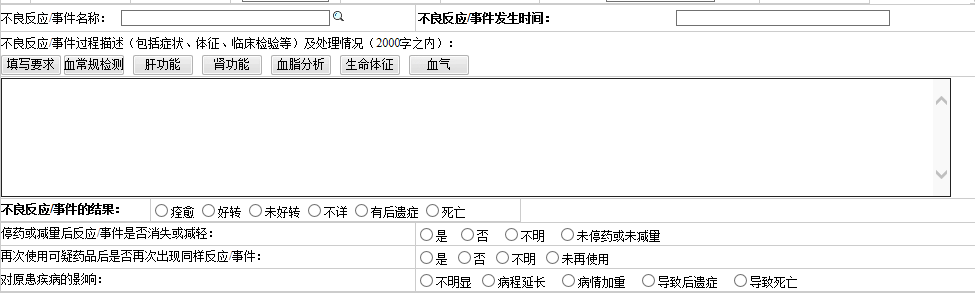 不良反应/事件名称： 不良反应/事件发生时间：
不良反应/事件过程描述（包括症状、体征、临床检验等）及处理情况（2000字之内）：
填写要求 血常规检测 肝功能 肾功能 血脂分析 生命体征 血气
不良反应/事件的结果： 痊愈 好转 未好转 不详 有后遗症 死亡
停药或减量后反应/事件是否消失或减轻： 是 否 不明 未停药或未减量
再次使用可疑药品后是否再次出现同样反应/事件： 是 否 不明 未再使用
对原患疾病的影响： 不明显 病程延长 病情加重 导致后遗症 导致死亡